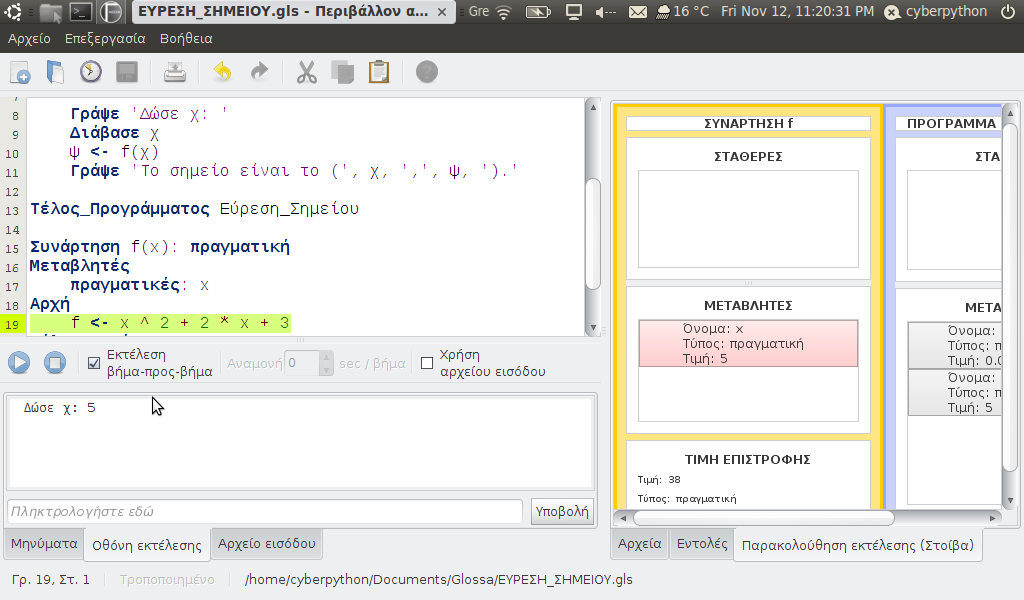 ΕΥΡΕΣΗ_ΣΗΜΕΙΟΥ.gls - Περιβάλλον α...
Gre
16 °C
Fri Nov 12, 11:20:31 PM
cyberpython
Αρχείο Επεξεργασία Βοήθεια
8 Γράψε 'Δώσε χ: '
9 Διάβασε χ
10 ψ <- f(χ)
11 Γράψε 'Το σημείο είναι το (', χ, ',', ψ, ').'
12
13 Τέλος_Προγράμματος Εύρεση_Σημείου
14
15 Συνάρτηση f(x): πραγματική
16 Μεταβλητές
17 πραγματικές: x
18 Αρχή
19 f <- x ^ 2 + 2 * x + 3
Εκτέλεση
βήμα-προς-βήμα
Αναμονή 0 sec / βήμα
Χρήση
αρχείου εισόδου
Δώσε χ: 5
Πληκτρολογήστε εδώ
Υποβολή
Μηνύματα
Οθόνη εκτέλεσης
Αρχείο εισόδου
ΣΥΝΑΡΤΗΣΗ f
ΣΤΑΘΕΡΕΣ
ΜΕΤΑΒΛΗΤΕΣ
Όνομα: x
Τύπος: πραγματική
Τιμή: 5
ΤΙΜΗ ΕΠΙΣΤΡΟΦΗΣ
Τιμή: 38
Τύπος: πραγματική
ΠΡΟΓΡΑΜΜΑ
ΣΤΑ
ΜΕΤΑ
Όνομα:
Τύπος: π
Τιμή: 0.0
Όνομα:
Τύπος: π
Τιμή: 5
Αρχεία
Εντολές
Παρακολούθηση εκτέλεσης (Στοίβα)
Γρ. 19, Στ. 1
Τροποποιημένο
/home/cyberpython/Documents/Glossa/ΕΥΡΕΣΗ_ΣΗΜΕΙΟΥ.gls